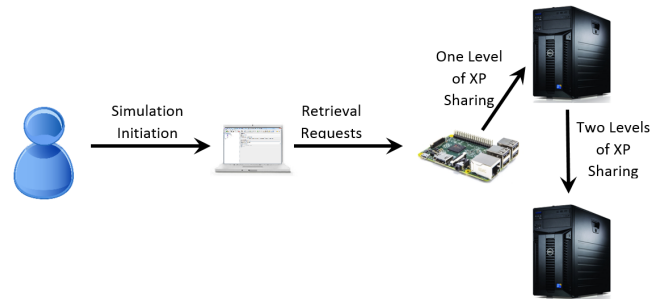 Simulation
Initiation
Retrieval
Requests
One Level
of XP
Sharing
Two Levels
of XP
Sharing